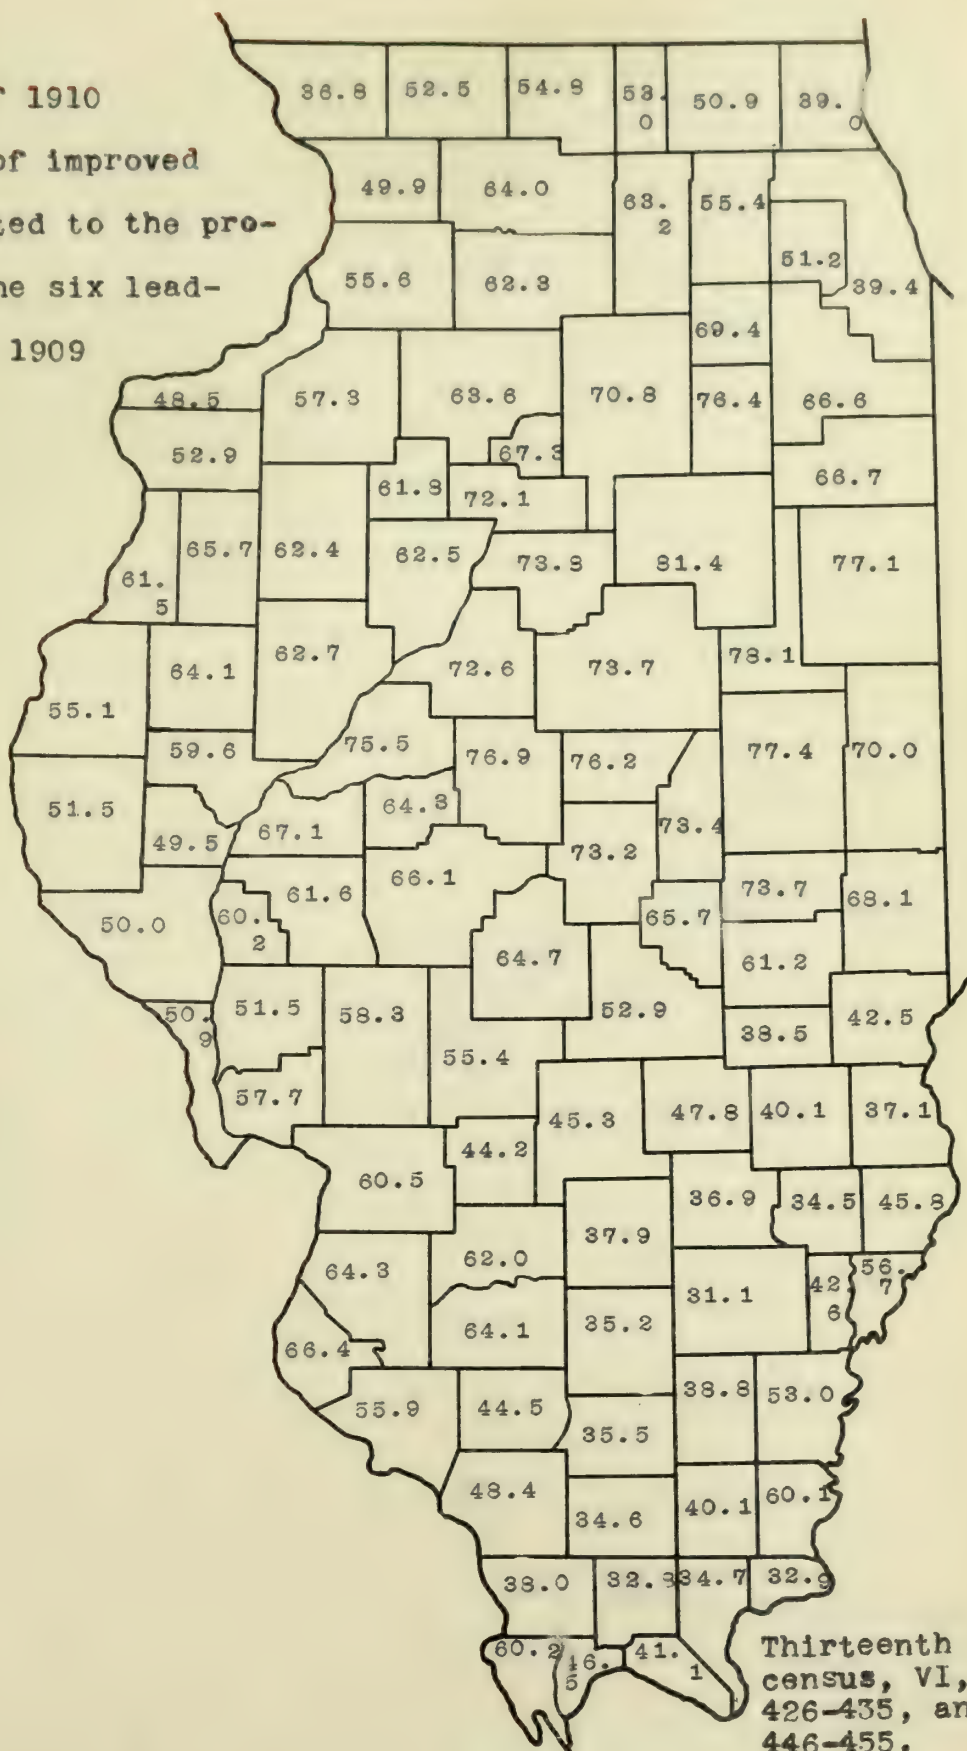 1910
of improved
ted to the pro-
he six lead-
1909
36.8 52.5 54.8 53.0 50.9 39.0
49.9 64.0 63.2 55.4
51.2 39.4
55.6 62.3
69.4
48.5 57.3 63.6 70.8 76.4 66.6
52.9 67.3
61.8 72.1 66.7
61.5 65.7 62.4 62.5 73.8 81.4 77.1
55.1 64.1 62.7 72.6 73.7 78.1
59.6 75.5 76.9 76.2 77.4 70.0
51.5 49.5 67.1 64.3 73.2 73.4
50.0 60.2 61.6 66.1 65.7 73.7 68.1
64.7 61.2
50.9 51.5 58.3 52.9 38.5 42.5
57.7 55.4
45.3 47.8 40.1 37.1
44.2
60.5 36.9 34.5 45.8
37.9
64.3 62.0 31.1 42.6 56.7
66.4 64.1 35.2
55.9 44.5 35.5 38.8 53.0
48.4 34.6 40.1 60.1
38.0 32.8 34.7 32.9
60.2 46.5 41.1
Thirteenth
census, VI,
426-435, an
446-455.